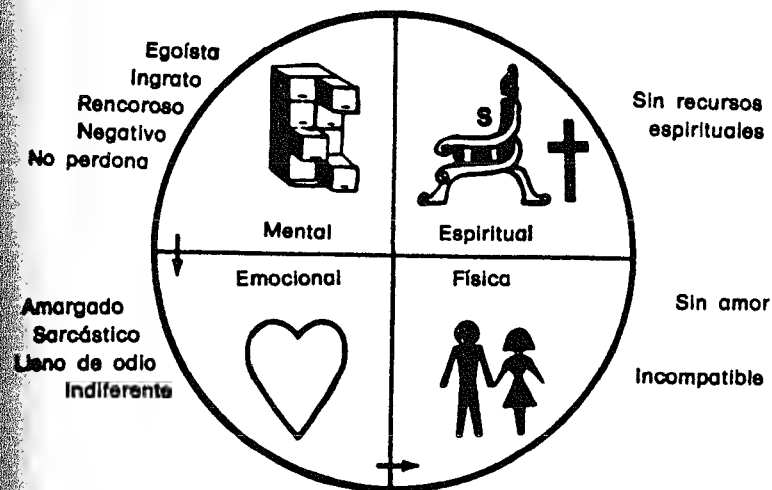 Egoísta
Ingrato
Rencoroso
Negativo
No perdona
Sin recursos
espirituales
S
Mental
Espiritual
Emocional
Física
Amargado
Sarcástico
Lleno de odio
Indiferente
Sin amor
Incompatible